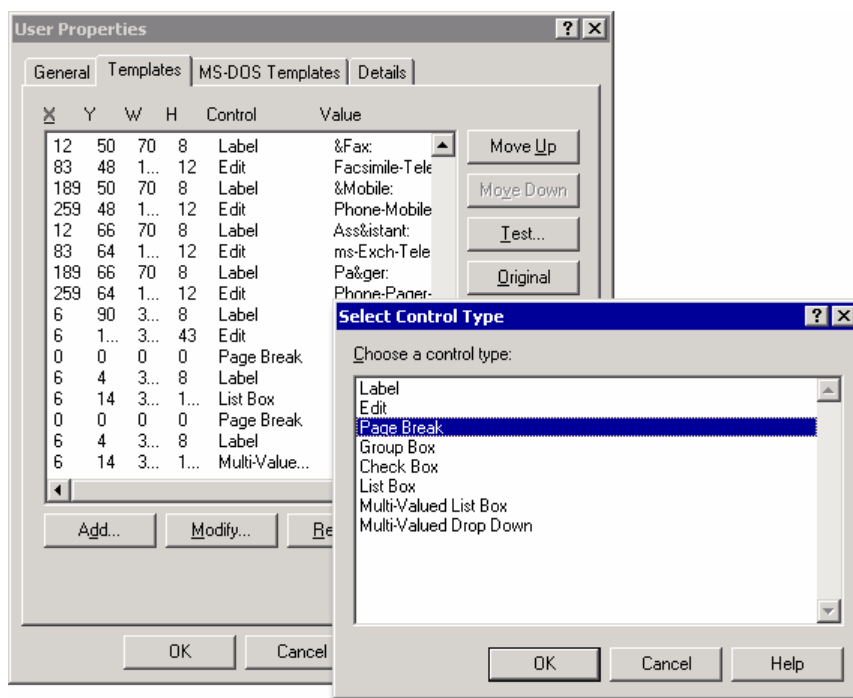 User Properties
General Templates MS-DOS Templates Details
X Y W H Control Value
12 50 70 8 Label &Fax:
83 48 1... 12 Edit Facsimile-Tele
189 50 70 8 Label &Mobile:
259 48 1... 12 Edit Phone-Mobile
12 66 70 8 Label Ass&istant:
83 64 1... 12 Edit ms-Exch-Tele
189 66 70 8 Label Pa&ger:
259 64 1... 12 Edit Phone-Pager-
6 90 3... 8 Label
6 1... 3... 43 Edit
0 0 0 0 Page Break
6 4 3... 8 Label
6 14 3... 1... List Box
0 0 0 0 Page Break
6 4 3... 8 Label
6 14 3... 1... Multi-Value...
Move Up
Move Down
Test...
Original
Add... Modify... Re
OK Cancel
Select Control Type
Choose a control type:
Label
Edit
Page Break
Group Box
Check Box
List Box
Multi-Valued List Box
Multi-Valued Drop Down
OK Cancel Help